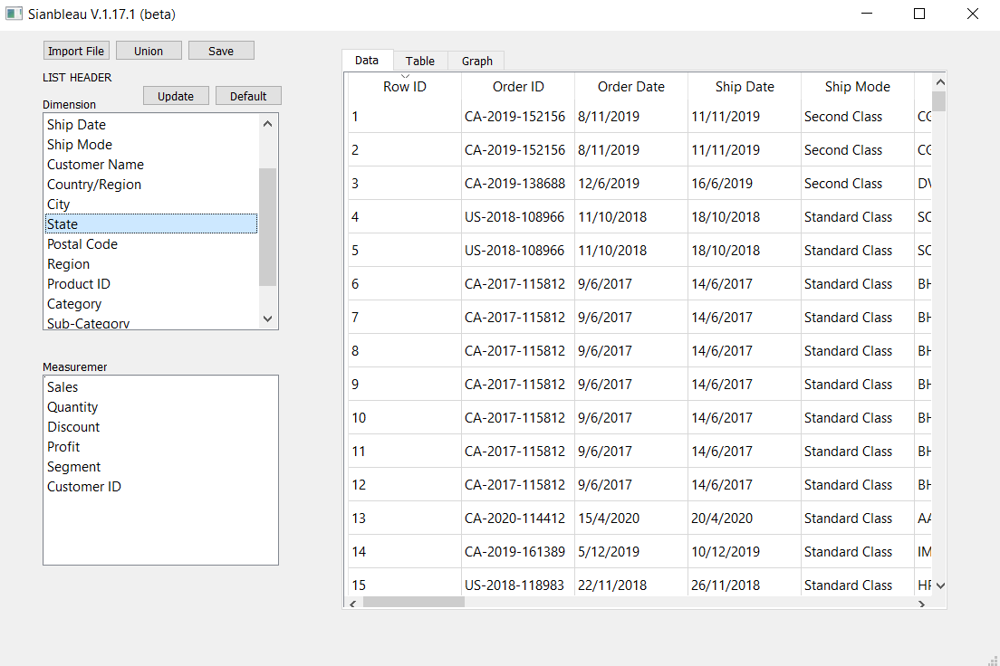 Sianbleau V.1.17.1 (beta)
Import File Union Save
LIST HEADER
Update Default
Dimension
Ship Date
Ship Mode
Customer Name
Country/Region
City
State
Postal Code
Region
Product ID
Category
Sub-Category
Measuremer
Sales
Quantity
Discount
Profit
Segment
Customer ID
Data Table Graph
Row ID Order ID Order Date Ship Date Ship Mode
1 CA-2019-152156 8/11/2019 11/11/2019 Second Class CG
2 CA-2019-152156 8/11/2019 11/11/2019 Second Class CG
3 CA-2019-138688 12/6/2019 16/6/2019 Second Class DV
4 US-2018-108966 11/10/2018 18/10/2018 Standard Class SO
5 US-2018-108966 11/10/2018 18/10/2018 Standard Class SO
6 CA-2017-115812 9/6/2017 14/6/2017 Standard Class BH
7 CA-2017-115812 9/6/2017 14/6/2017 Standard Class BH
8 CA-2017-115812 9/6/2017 14/6/2017 Standard Class BH
9 CA-2017-115812 9/6/2017 14/6/2017 Standard Class BH
10 CA-2017-115812 9/6/2017 14/6/2017 Standard Class BH
11 CA-2017-115812 9/6/2017 14/6/2017 Standard Class BH
12 CA-2017-115812 9/6/2017 14/6/2017 Standard Class BH
13 CA-2020-114412 15/4/2020 20/4/2020 Standard Class AA
14 CA-2019-161389 5/12/2019 10/12/2019 Standard Class IM
15 US-2018-118983 22/11/2018 26/11/2018 Standard Class HP